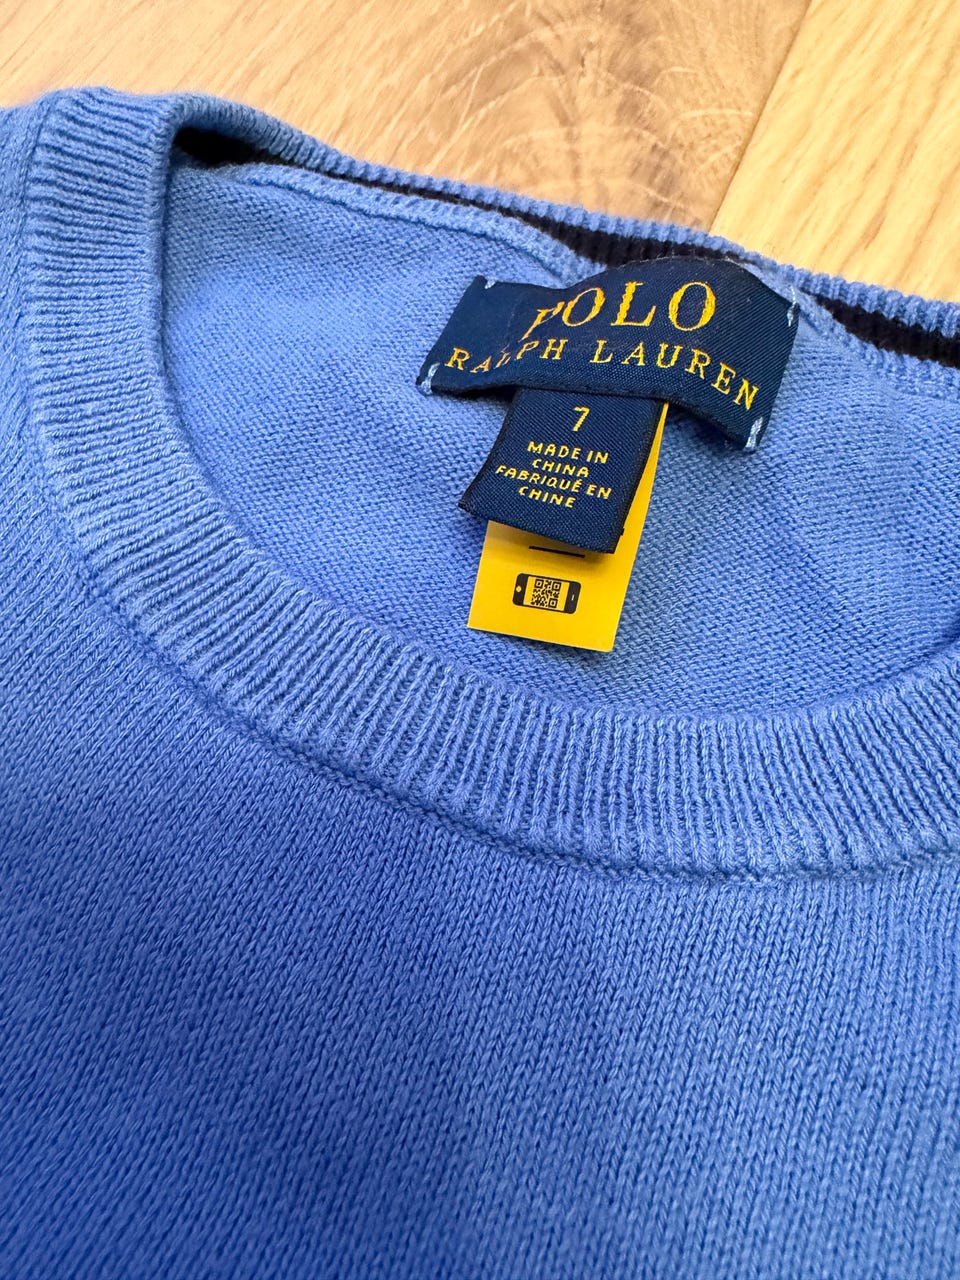 POLO
RALPH LAUREN
7
MADE IN
CHINA
FABRIQUÉ EN
CHINE